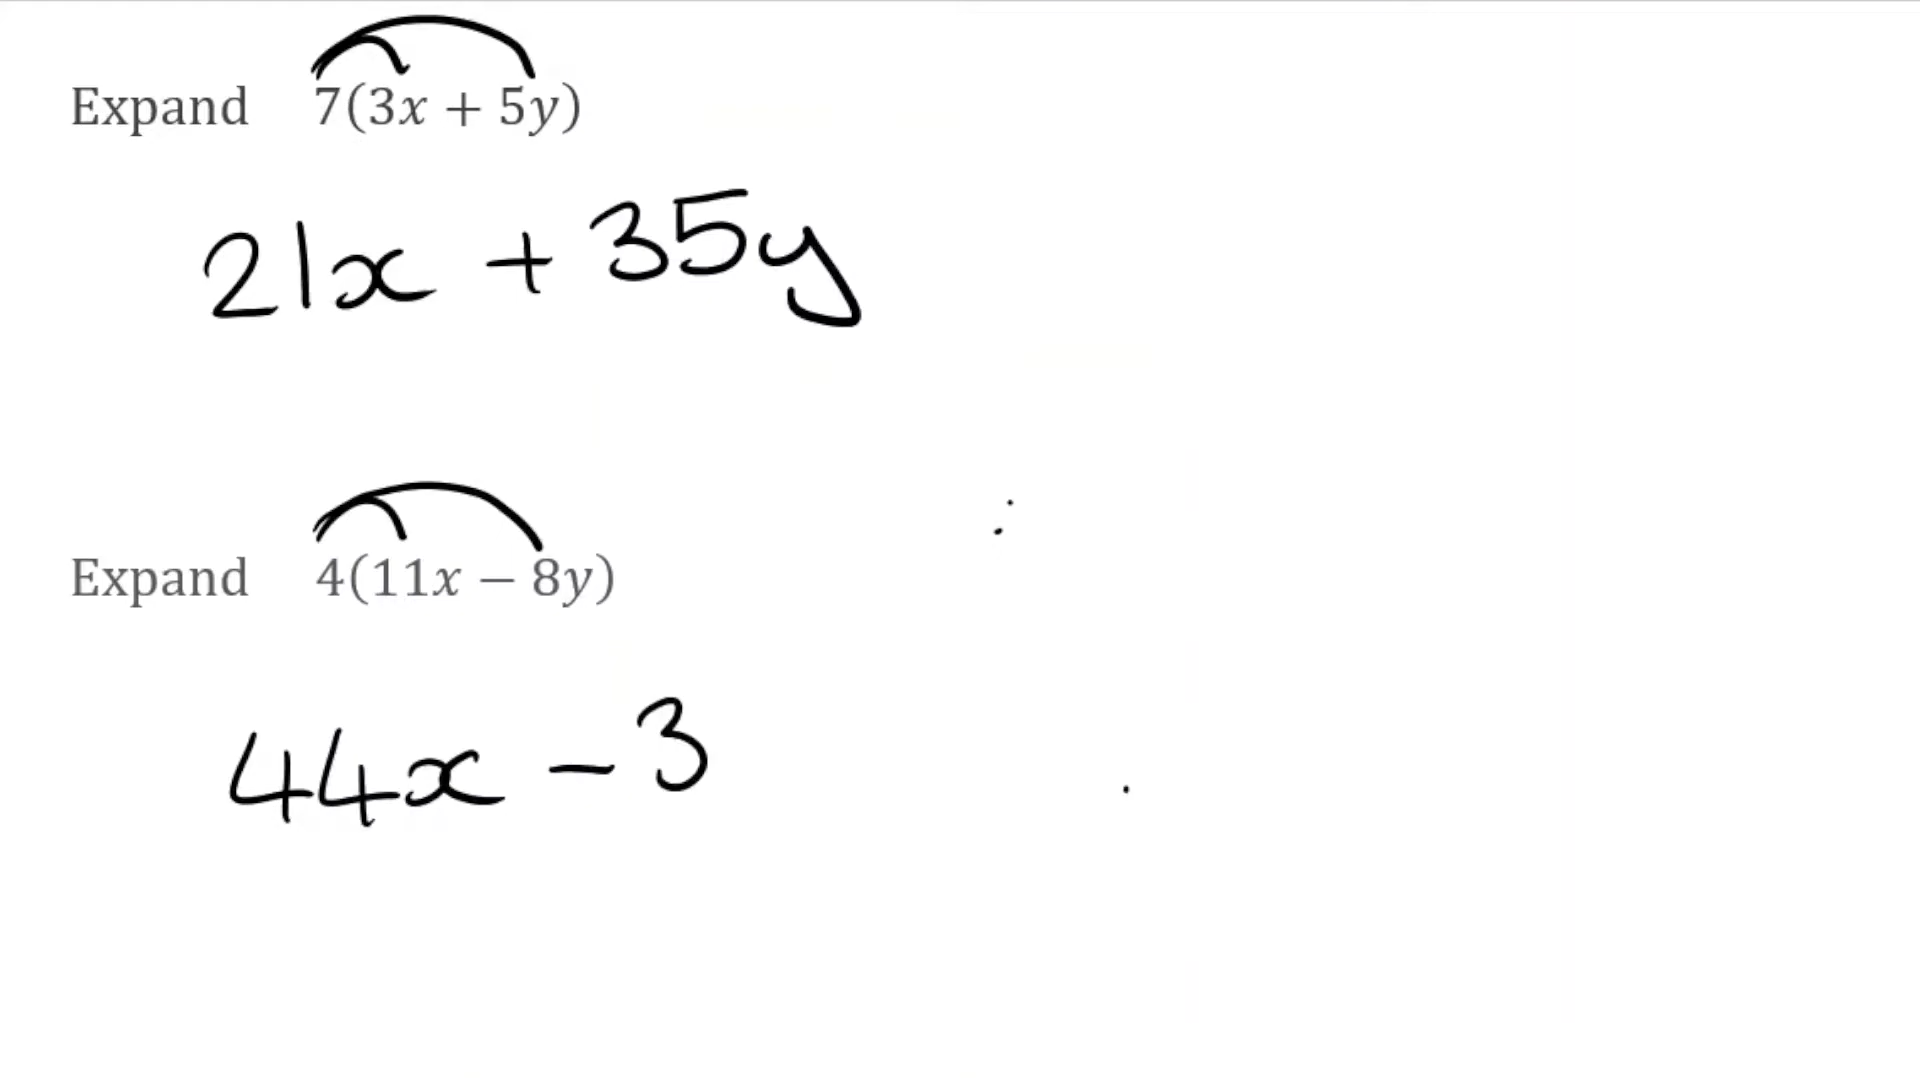 Expand 7(3x + 5y)
21x + 35y
Expand 4(11x − 8y)
44x − 3